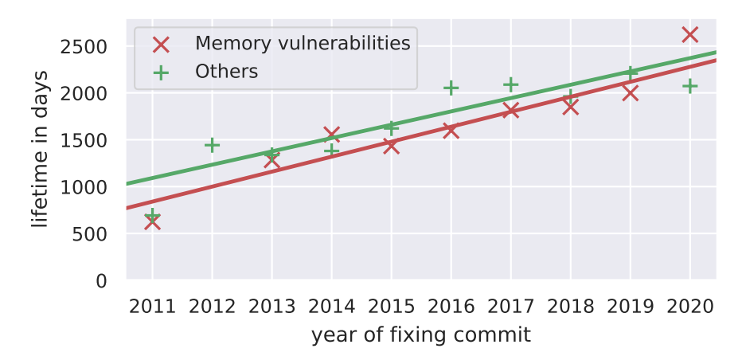 Memory vulnerabilities
Others
lifetime in days
2500
2000
1500
1000
500
0
2011 2012 2013 2014 2015 2016 2017 2018 2019 2020
year of fixing commit